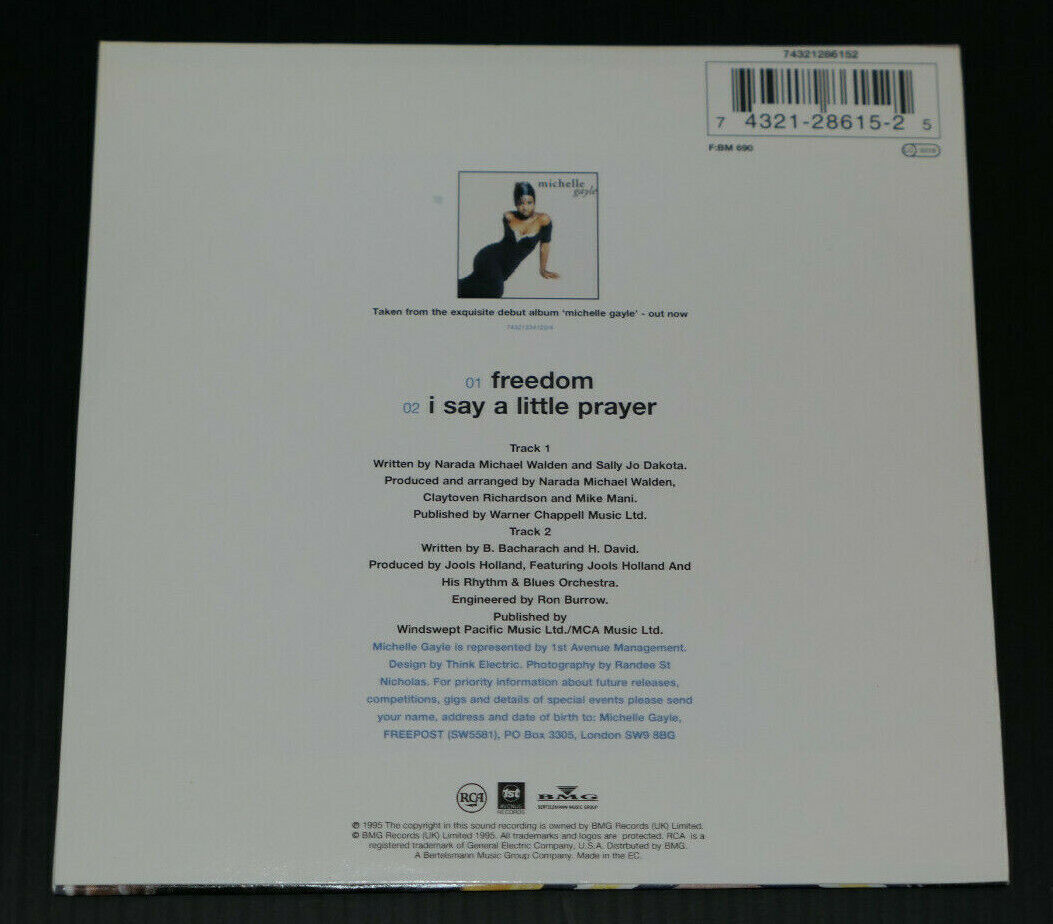 74321286152
7 4321-28615-2 5
F:BM 690
michelle
gayle
Taken from the exquisite debut album 'michelle gayle' - out now
01 freedom
02 i say a little prayer
Track 1
Written by Narada Michael Walden and Sally Jo Dakota.
Produced and arranged by Narada Michael Walden,
Claytoven Richardson and Mike Mani.
Published by Warner Chappell Music Ltd.
Track 2
Written by B. Bacharach and H. David.
Produced by Jools Holland, Featuring Jools Holland And
His Rhythm & Blues Orchestra.
Engineered by Ron Burrow.
Published by
Windswept Pacific Music Ltd./MCA Music Ltd.
Michelle Gayle is represented by 1st Avenue Management.
Design by Think Electric. Photography by Randee St
Nicholas. For priority information about future releases,
competitions, gigs and details of special events please send
your name, address and date of birth to: Michelle Gayle,
FREEPOST (SW5581), PO Box 3305, London SW9 8BG
RCA
1st
AVENUE
RECORDS
BMG
BERTELSMANN MUSIC GROUP
℗ 1995 The copyright in this sound recording is owned by BMG Records (UK) Limited.
© BMG Records (UK) Limited 1995. All trademarks and logos are protected. RCA is a
registered trademark of General Electric Company, U.S.A. Distrbuted by BMG.
A Bertelsmann Music Group Company. Made in the EC.